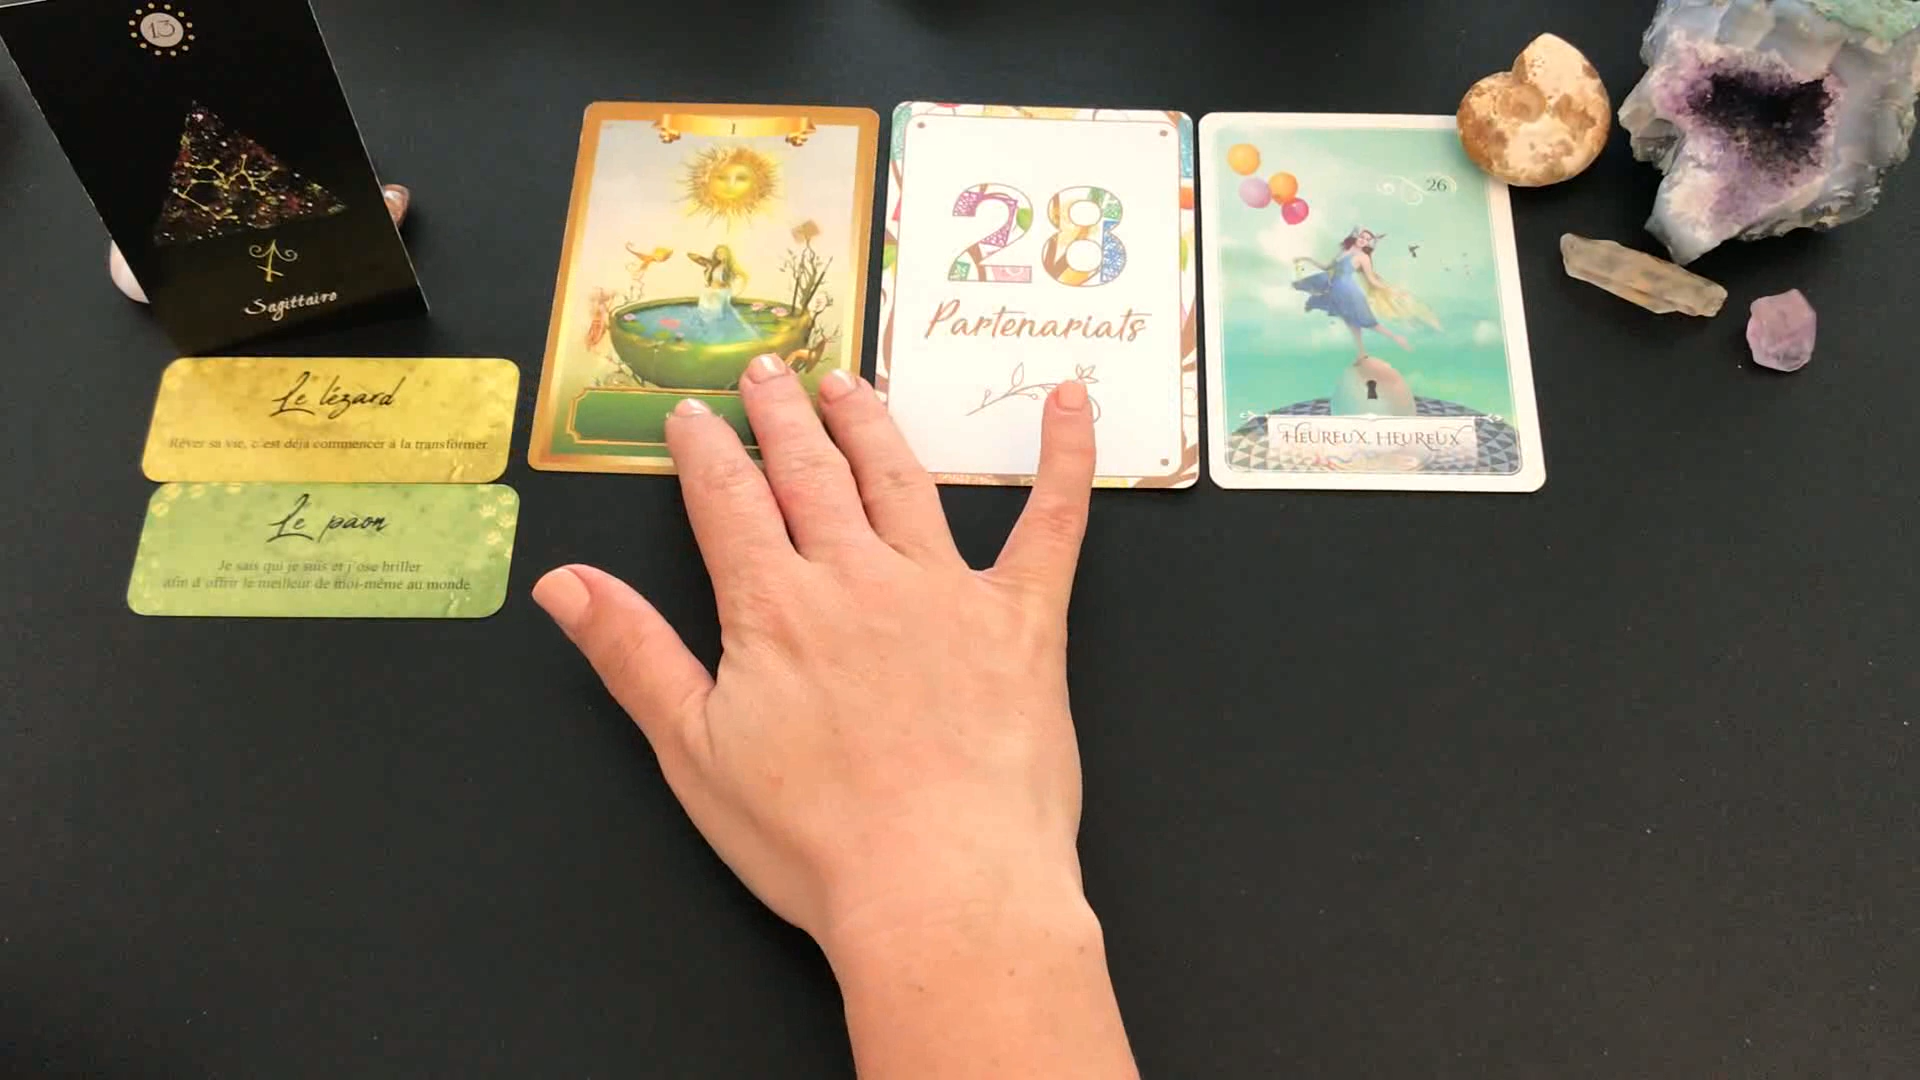 13
Sagittaire
Le lézard
Rêver sa vie, c'est déjà commencer à la transformer.
Le paon
Je sais qui je suis et j'ose briller
afin d'offrir le meilleur de moi-même au monde.
1
28
Partenariats
26
HEUREUX, HEUREUX